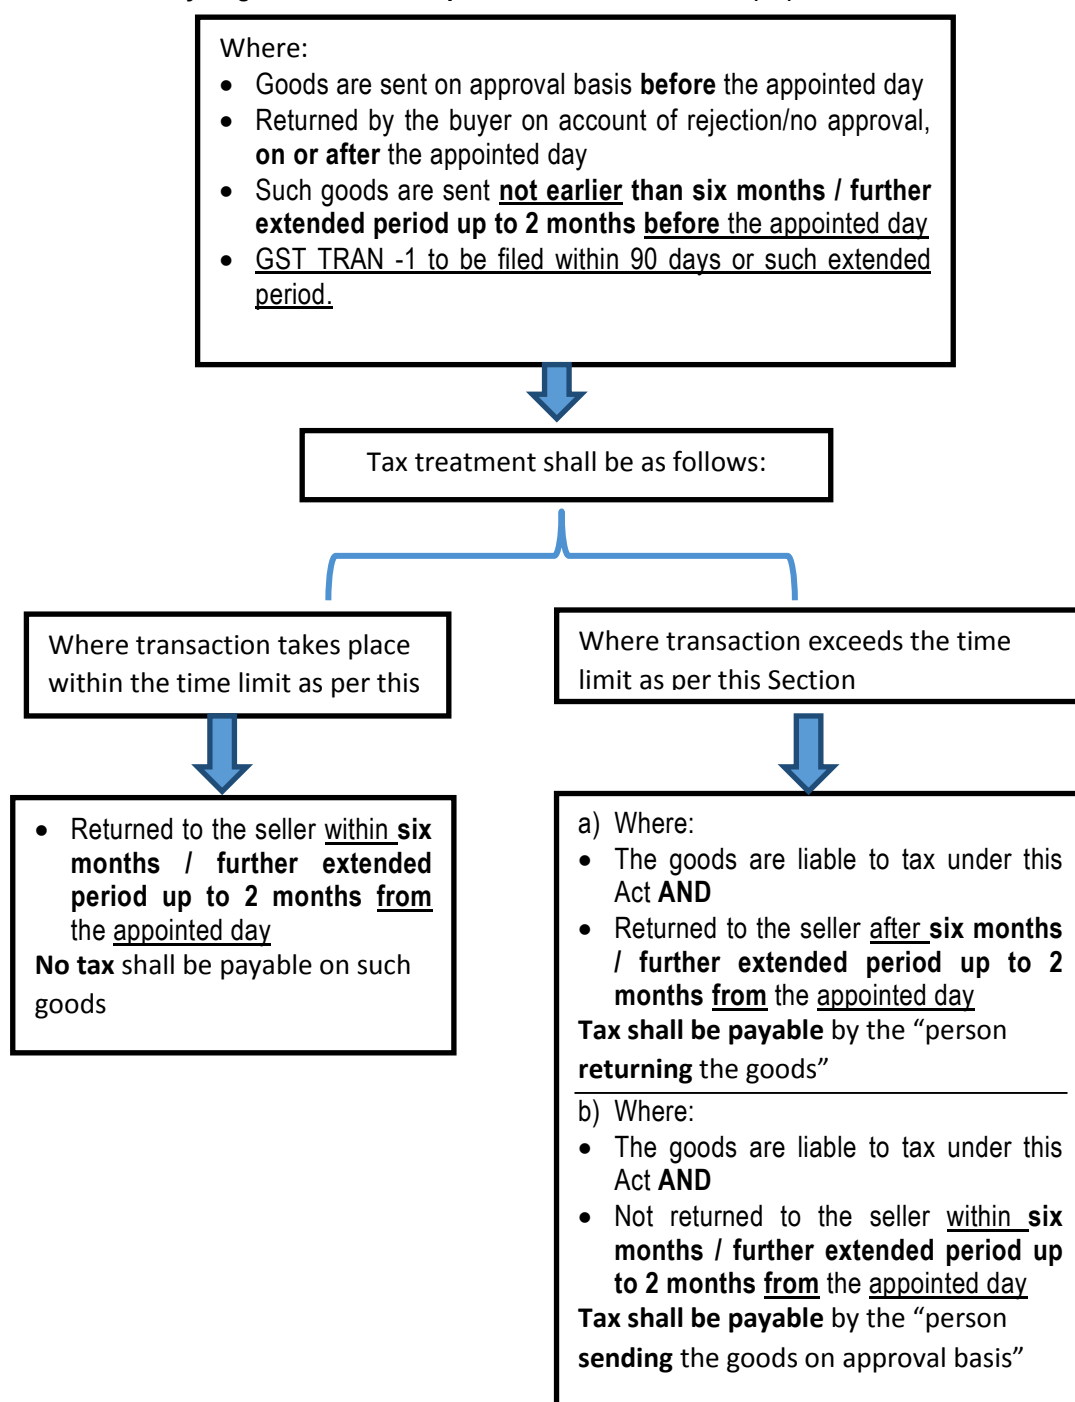 Where:
• Goods are sent on approval basis before the appointed day
• Returned by the buyer on account of rejection/no approval,
on or after the appointed day
• Such goods are sent not earlier than six months / further
extended period up to 2 months before the appointed day
• GST TRAN -1 to be filed within 90 days or such extended
period.
Tax treatment shall be as follows:
Where transaction takes place
within the time limit as per this
Where transaction exceeds the time
limit as per this Section
• Returned to the seller within six
months / further extended
period up to 2 months from
the appointed day
No tax shall be payable on such
goods
a) Where:
• The goods are liable to tax under this
Act AND
• Returned to the seller after six months
/ further extended period up to 2
months from the appointed day
Tax shall be payable by the “person
returning the goods”
b) Where:
• The goods are liable to tax under this
Act AND
• Not returned to the seller within six
months / further extended period up
to 2 months from the appointed day
Tax shall be payable by the “person
sending the goods on approval basis”